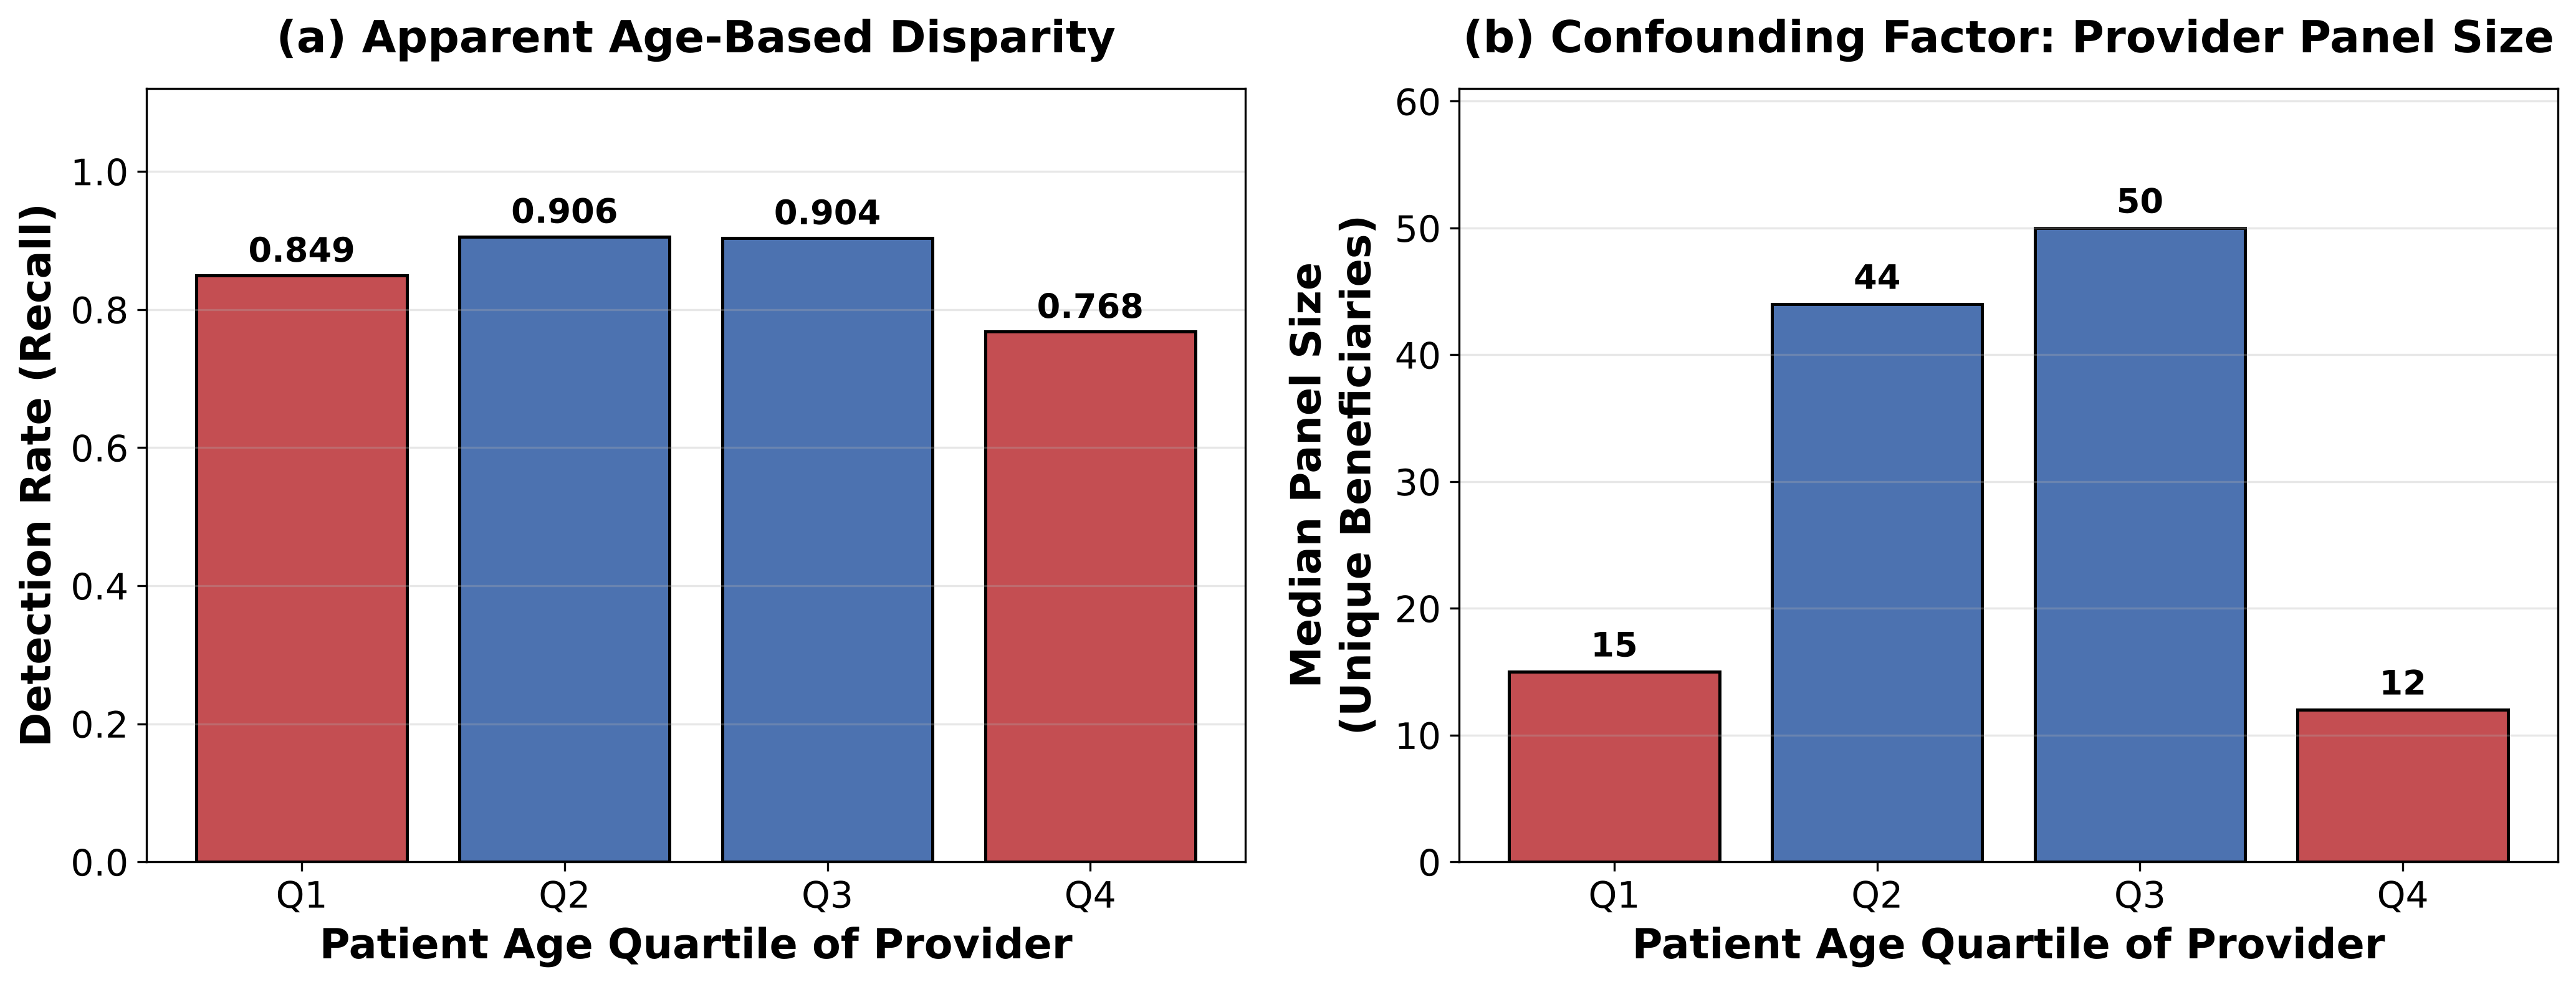 (a) Apparent Age-Based Disparity
Detection Rate (Recall)
1.0
0.8
0.6
0.4
0.2
0.0
0.849
0.906
0.904
0.768
Q1
Q2
Q3
Q4
Patient Age Quartile of Provider
(b) Confounding Factor: Provider Panel Size
Median Panel Size
(Unique Beneficiaries)
60
50
40
30
20
10
0
15
44
50
12
Q1
Q2
Q3
Q4
Patient Age Quartile of Provider